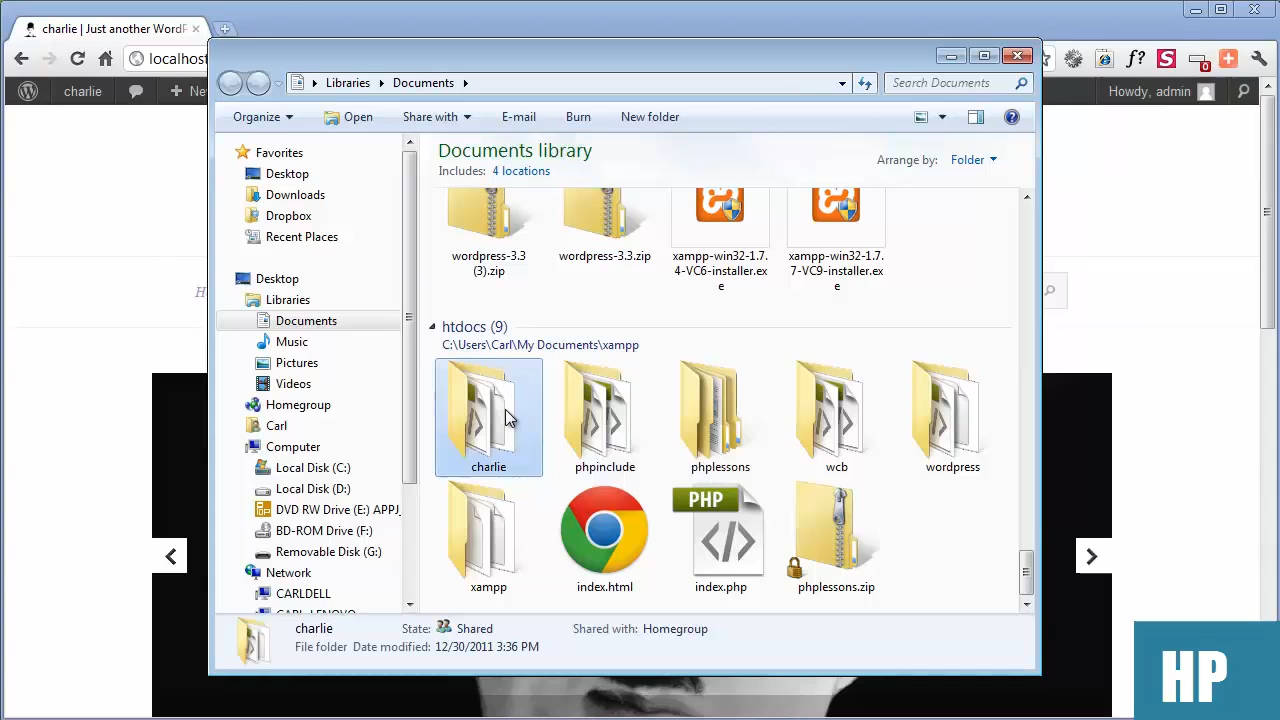 charlie | Just another WordP
localhost
f?
S
0
charlie
New
Howdy, admin
H
Libraries
Documents
Search Documents
Organize
Open
Share with
E-mail
Burn
New folder
Favorites
Desktop
Downloads
Dropbox
Recent Places
Desktop
Libraries
Documents
Music
Pictures
Videos
Homegroup
Carl
Computer
Local Disk (C:)
Local Disk (D:)
DVD RW Drive (E:) APPJ_
BD-ROM Drive (F:)
Removable Disk (G:)
Network
CARLDELL
CARL-LENOVO
Documents library
Includes: 4 locations
Arrange by: Folder
wordpress-3.3
(3).zip
wordpress-3.3.zip
xampp-win32-1.7.
4-VC6-installer.ex
e
xampp-win32-1.7.
7-VC9-installer.ex
e
htdocs (9)
C:\Users\Carl\My Documents\xampp
charlie
phpinclude
phplessons
wcb
wordpress
PHP
xampp
index.html
index.php
phplessons.zip
charlie
State: Shared
Shared with: Homegroup
File folder Date modified: 12/30/2011 3:36 PM
HP